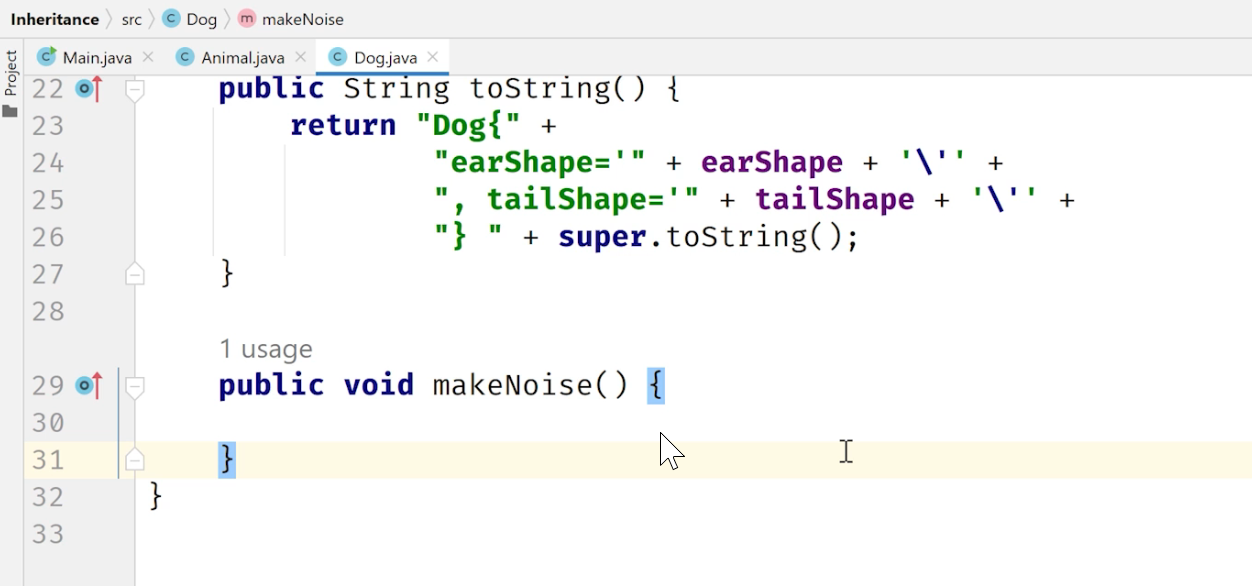 Inheritance src C Dog m makeNoise
Project
C Main.java C Animal.java C Dog.java
22 public String toString() {
23 return "Dog{" +
24 "earShape='" + earShape + '\'' +
25 ", tailShape='" + tailShape + '\'' +
26 "} " + super.toString();
27 }
28
1 usage
29 public void makeNoise() {
30
31 }
32 }
33